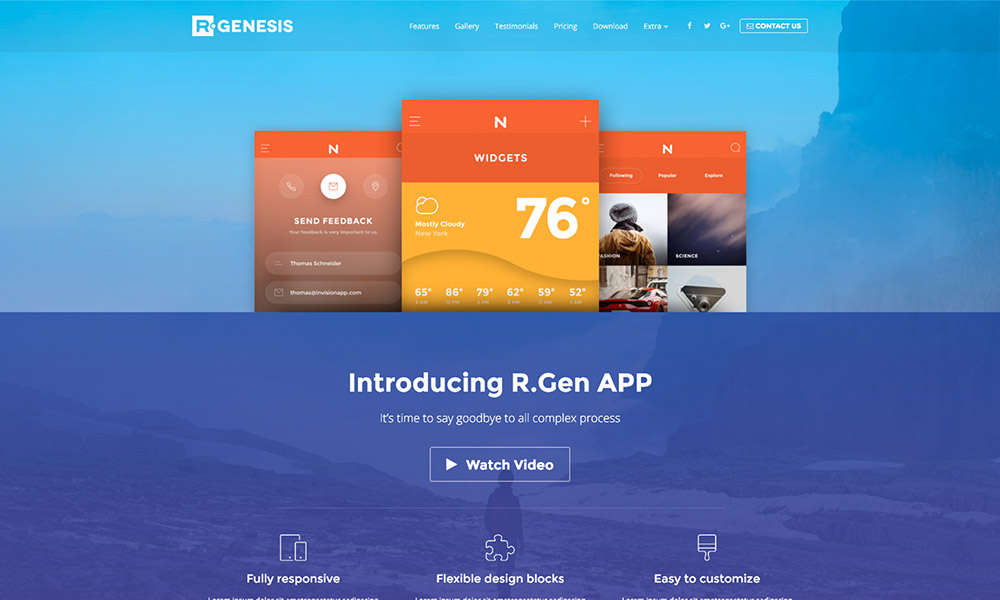 R.GENESIS
Features Gallery Testimonials Pricing Download Extra CONTACT US
N
WIDGETS
76°
Mostly Cloudy
New York
65° 86° 79° 62° 59° 52°
N
SEND FEEDBACK
Your feedback is very important to us.
Thomas Schneider
thomas@invisionapp.com
N
Following Popular Explore
FASHION SCIENCE
Introducing R.Gen APP
It's time to say goodbye to all complex process
Watch Video
Fully responsive Flexible design blocks Easy to customize